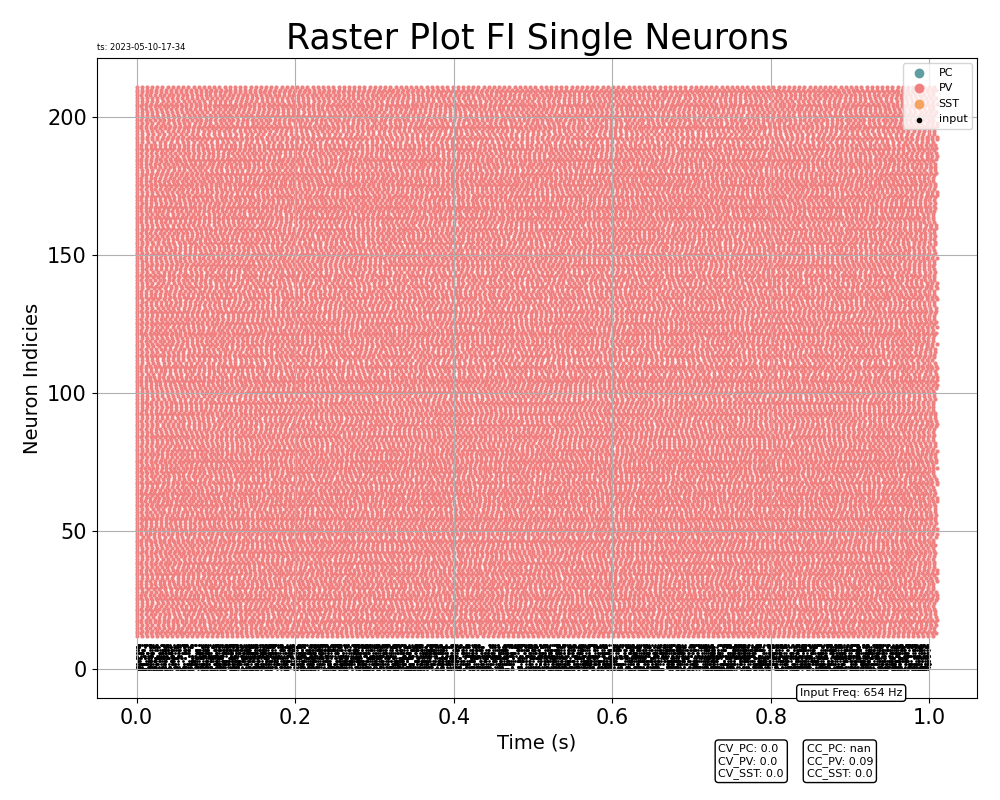 Raster Plot FI Single Neurons
ts: 2023-05-10-17-34
PC
PV
SST
input
200
150
100
50
0
Neuron Indicies
0.0 0.2 0.4 0.6 0.8 1.0
Time (s)
Input Freq: 654 Hz
CV_PC: 0.0
CV_PV: 0.0
CV_SST: 0.0
CC_PC: nan
CC_PV: 0.09
CC_SST: 0.0